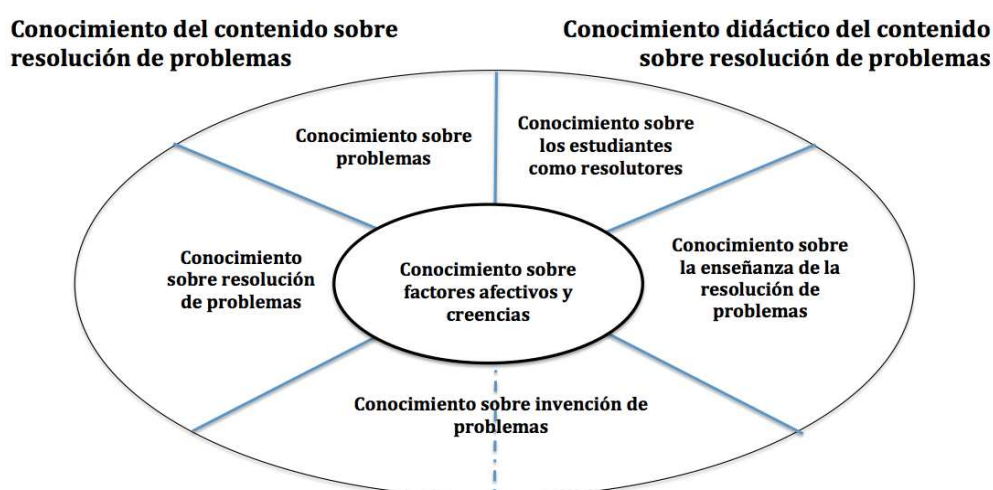 Conocimiento del contenido sobre
resolución de problemas
Conocimiento didáctico del contenido
sobre resolución de problemas
Conocimiento sobre
problemas
Conocimiento sobre
los estudiantes
como resolutores
Conocimiento
sobre resolución
de problemas
Conocimiento sobre
factores afectivos y
creencias
Conocimiento sobre
la enseñanza de la
resolución de
problemas
Conocimiento sobre invención de
problemas